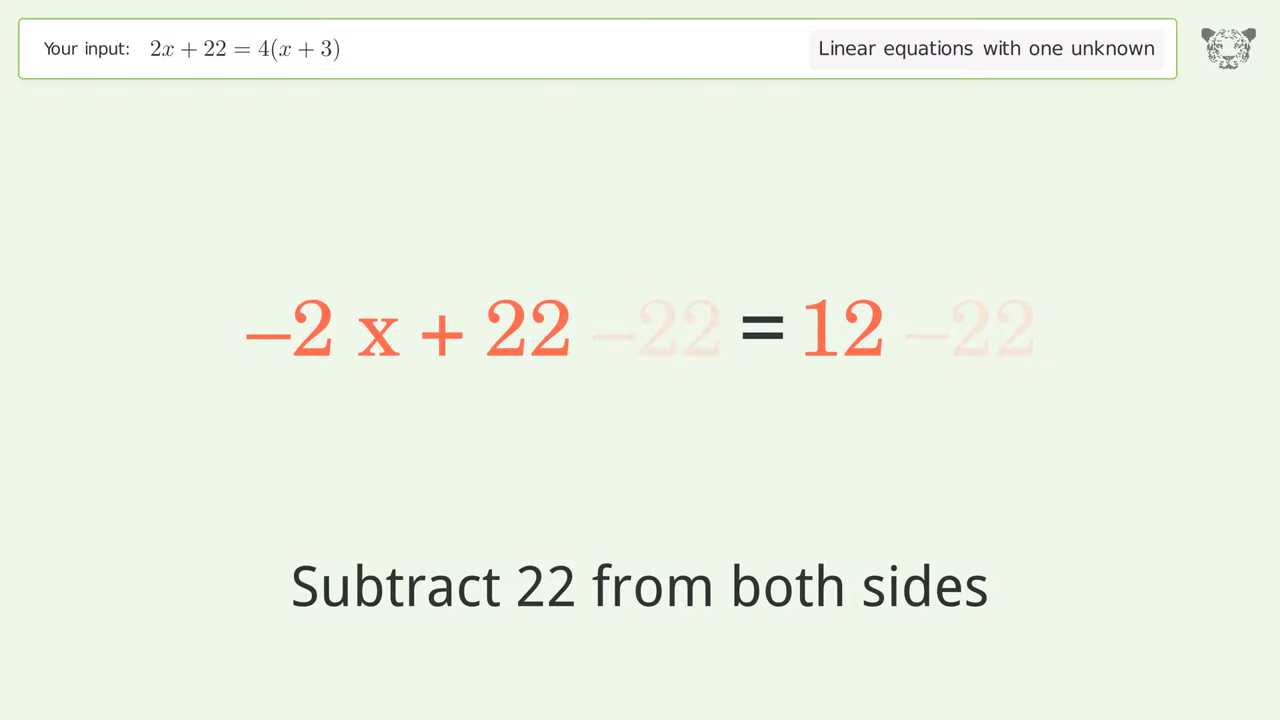 Your input: 2x + 22 = 4(x + 3)
Linear equations with one unknown
–2 x + 22 –22 = 12 –22
Subtract 22 from both sides